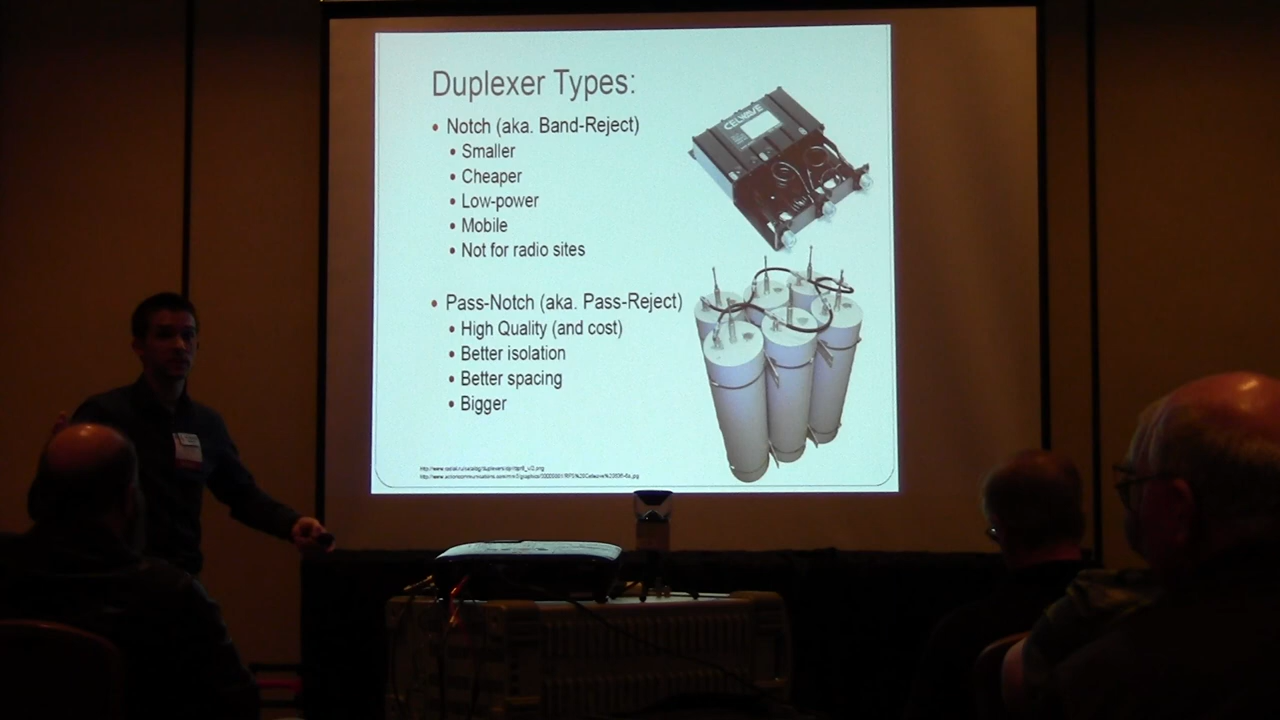 Duplexer Types:
• Notch (aka. Band-Reject)
• Smaller
• Cheaper
• Low-power
• Mobile
• Not for radio sites
• Pass-Notch (aka. Pass-Reject)
• High Quality (and cost)
• Better isolation
• Better spacing
• Bigger
CELWAVE